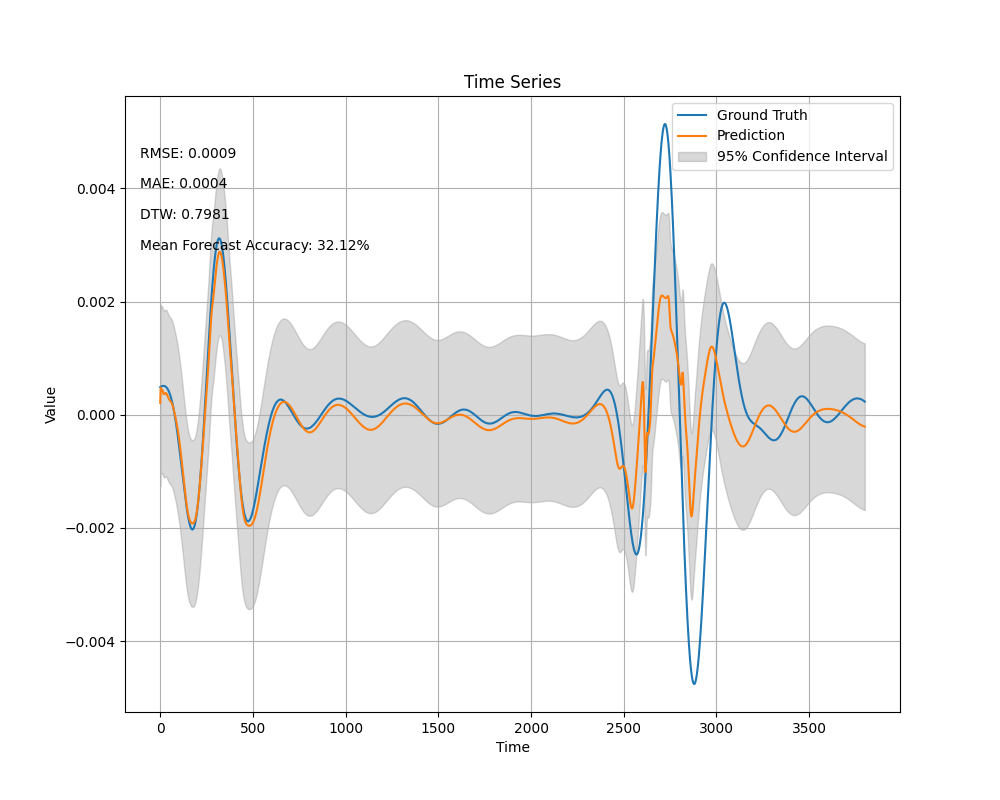 Time Series
Ground Truth
Prediction
95% Confidence Interval
RMSE: 0.0009
MAE: 0.0004
DTW: 0.7981
Mean Forecast Accuracy: 32.12%
Value
0.004
0.002
0.000
−0.002
−0.004
0 500 1000 1500 2000 2500 3000 3500
Time